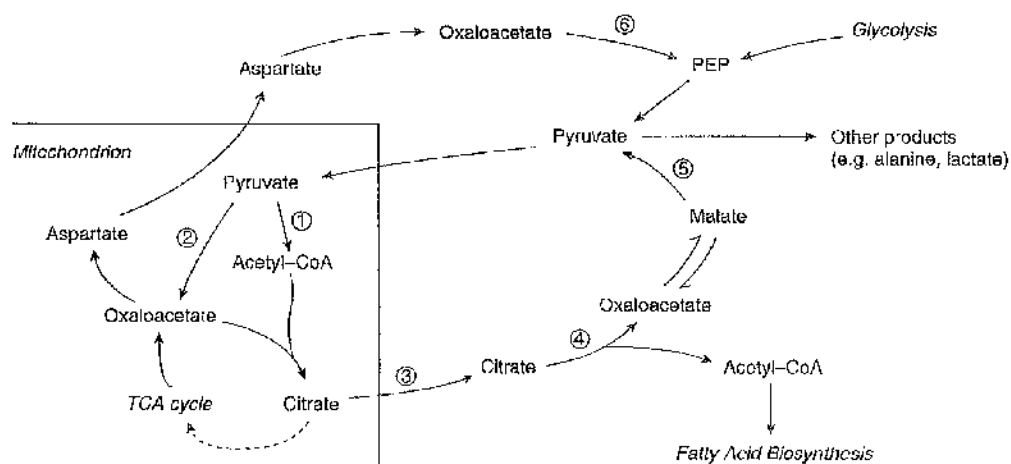 ⑥
Oxaloacetate
Glycolysis
Aspartate
PEP
Pyruvate
Other products
(e.g. alanine, lactate)
Mitochondrion
Pyruvate
⑤
①
Malate
Aspartate
②
Acetyl–CoA
Oxaloacetate
Oxaloacetate
④
Citrate
Acetyl–CoA
③
TCA cycle
Citrate
Fatty Acid Biosynthesis